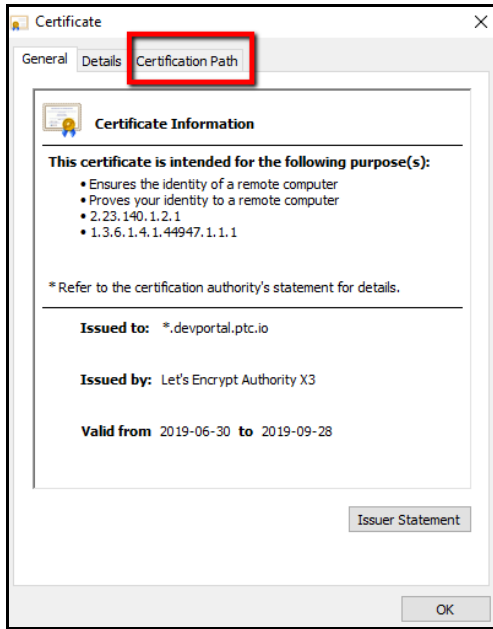 Certificate
General Details Certification Path
Certificate Information
This certificate is intended for the following purpose(s):
• Ensures the identity of a remote computer
• Proves your identity to a remote computer
• 2.23.140.1.2.1
• 1.3.6.1.4.1.44947.1.1.1
* Refer to the certification authority's statement for details.
Issued to: *.devportal.ptc.io
Issued by: Let's Encrypt Authority X3
Valid from 2019-06-30 to 2019-09-28
Issuer Statement
OK